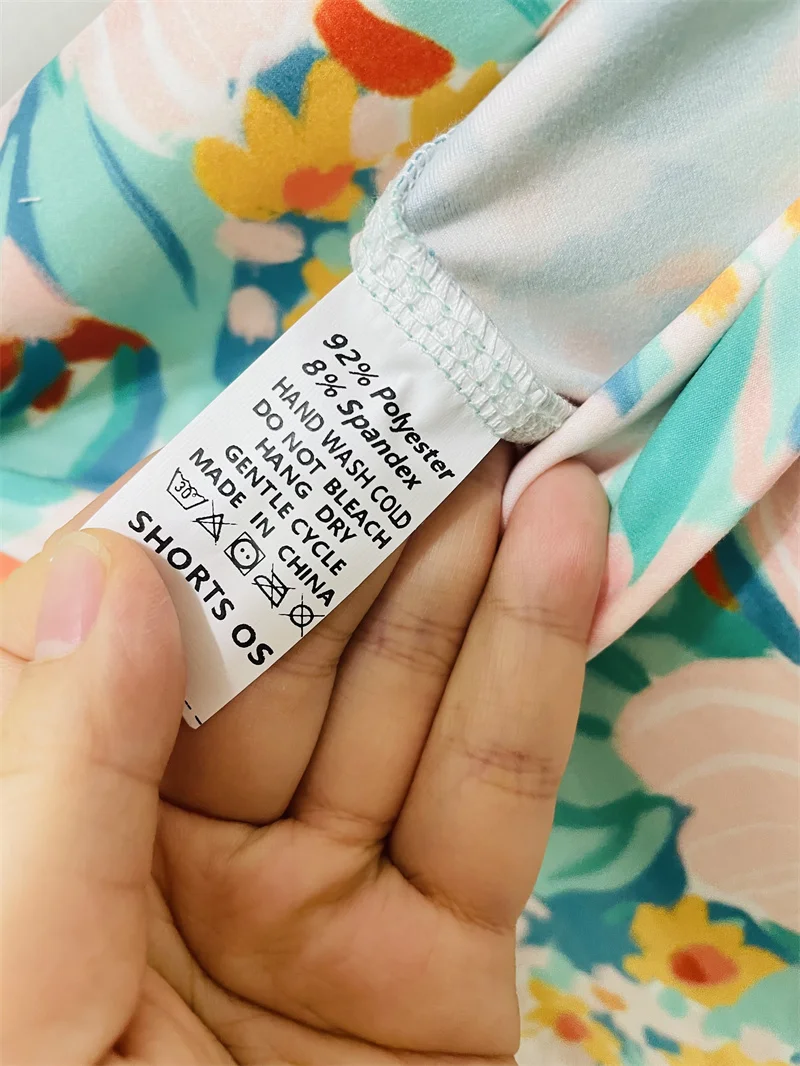 92% Polyester
8% Spandex
HAND WASH COLD
DO NOT BLEACH
HANG DRY
GENTLE CYCLE
MADE IN CHINA
30°
SHORTS OS